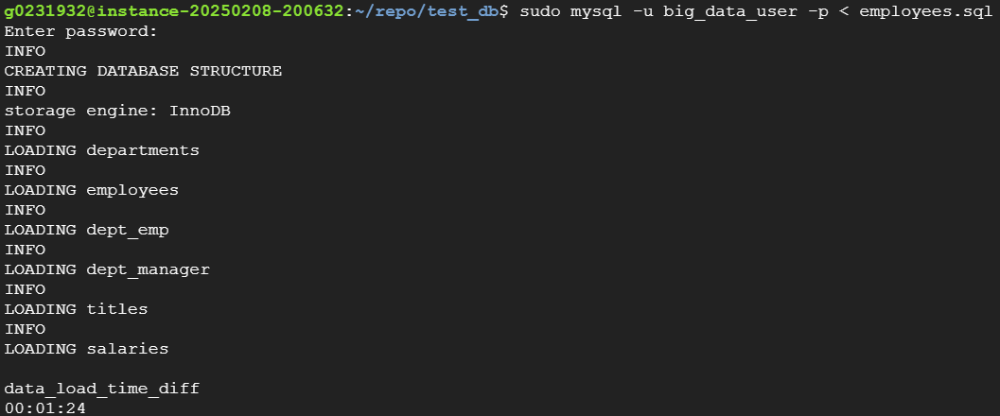 g0231932@instance-20250208-200632:~/repo/test_db$ sudo mysql -u big_data_user -p < employees.sql
Enter password:
INFO
CREATING DATABASE STRUCTURE
INFO
storage engine: InnoDB
INFO
LOADING departments
INFO
LOADING employees
INFO
LOADING dept_emp
INFO
LOADING dept_manager
INFO
LOADING titles
INFO
LOADING salaries
data_load_time_diff
00:01:24